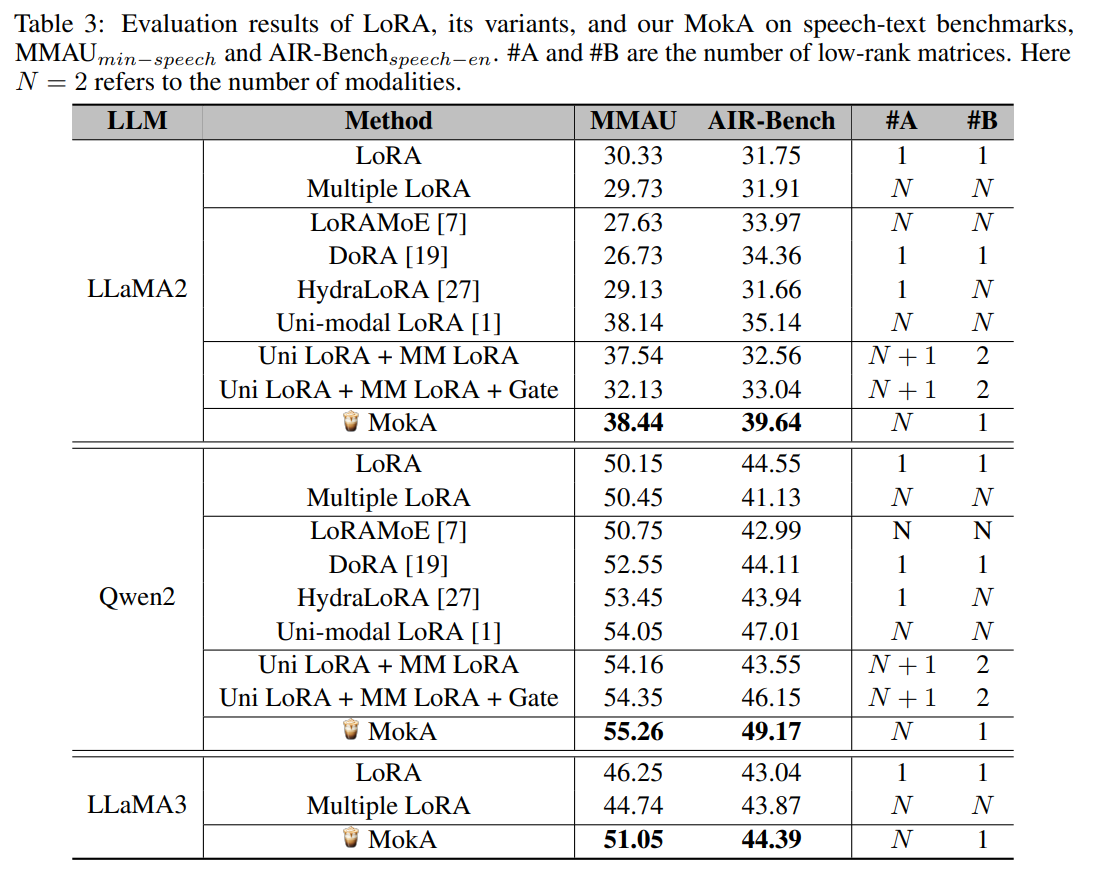 Table 3: Evaluation results of LoRA, its variants, and our MokA on speech-text benchmarks,
MMAU_{min−speech} and AIR-Bench_{speech−en}. #A and #B are the number of low-rank matrices. Here
N = 2 refers to the number of modalities.
LLM Method MMAU AIR-Bench #A #B
LoRA 30.33 31.75 1 1
Multiple LoRA 29.73 31.91 N N
LoRAMoE [7] 27.63 33.97 N N
DoRA [19] 26.73 34.36 1 1
LLaMA2 HydraLoRA [27] 29.13 31.66 1 N
Uni-modal LoRA [1] 38.14 35.14 N N
Uni LoRA + MM LoRA 37.54 32.56 N + 1 2
Uni LoRA + MM LoRA + Gate 32.13 33.04 N + 1 2
MokA 38.44 39.64 N 1
LoRA 50.15 44.55 1 1
Multiple LoRA 50.45 41.13 N N
LoRAMoE [7] 50.75 42.99 N N
DoRA [19] 52.55 44.11 1 1
Qwen2 HydraLoRA [27] 53.45 43.94 1 N
Uni-modal LoRA [1] 54.05 47.01 N N
Uni LoRA + MM LoRA 54.16 43.55 N + 1 2
Uni LoRA + MM LoRA + Gate 54.35 46.15 N + 1 2
MokA 55.26 49.17 N 1
LoRA 46.25 43.04 1 1
LLaMA3 Multiple LoRA 44.74 43.87 N N
MokA 51.05 44.39 N 1